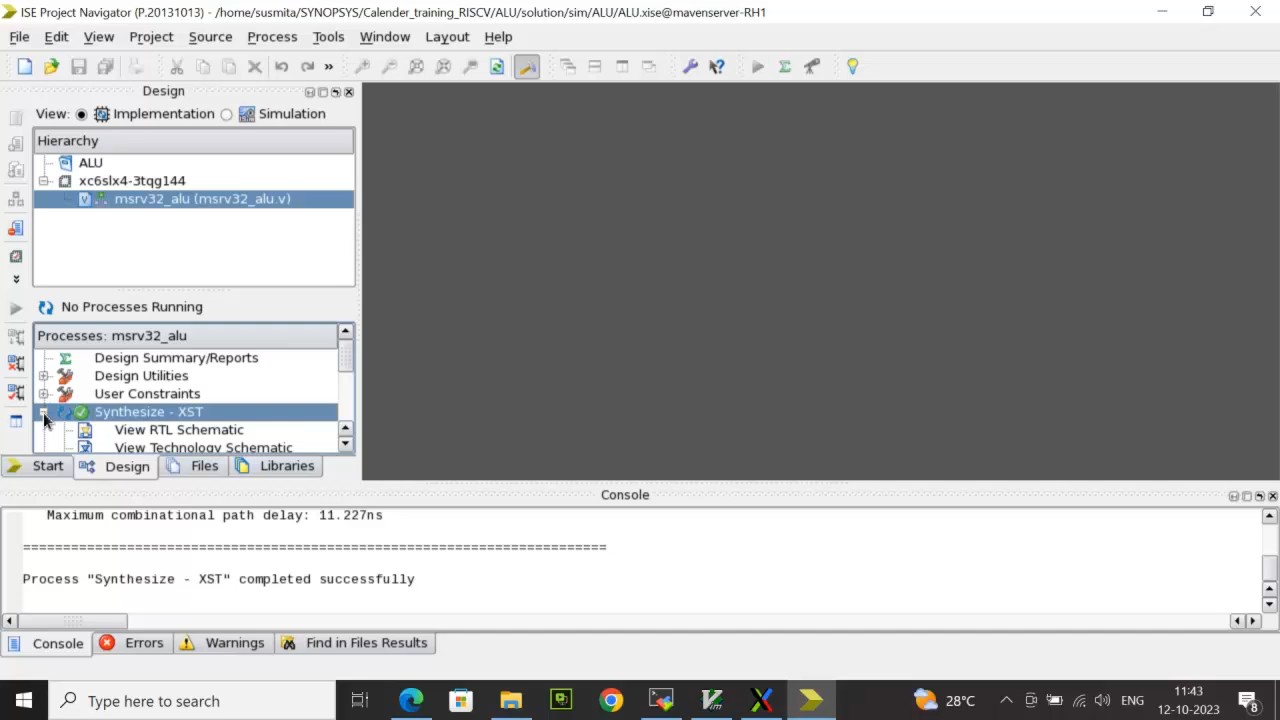 ISE Project Navigator (P.20131013) - /home/susmita/SYNOPSYS/Calender_training_RISCV/ALU/solution/sim/ALU/ALU.xise@mavenserver-RH1
File Edit View Project Source Process Tools Window Layout Help
»
Design
View: Implementation Simulation
Hierarchy
ALU
xc6slx4-3tqg144
msrv32_alu (msrv32_alu.v)
No Processes Running
Processes: msrv32_alu
Design Summary/Reports
Design Utilities
User Constraints
Synthesize - XST
View RTL Schematic
View Technology Schematic
Start Design Files Libraries
Console
Maximum combinational path delay: 11.227ns
=========================================================================
Process "Synthesize - XST" completed successfully
Console Errors Warnings Find in Files Results
Type here to search
28°C
ENG
11:43
12-10-2023
8